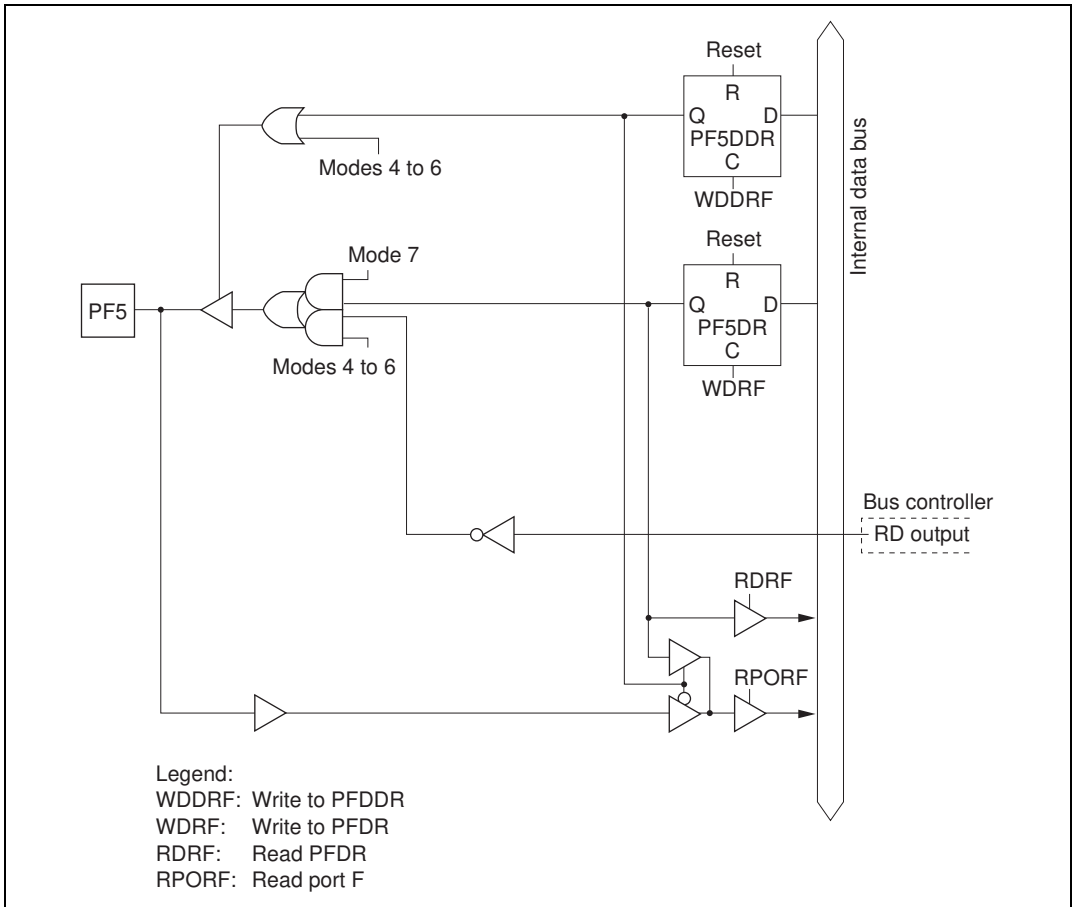 Reset
R
Q D
PF5DDR
C
WDDRF
Modes 4 to 6
Internal data bus
Reset
R
Q D
PF5DR
C
WDRF
Mode 7
PF5
Modes 4 to 6
Bus controller
RD output
RDRF
RPORF
Legend:
WDDRF: Write to PFDDR
WDRF: Write to PFDR
RDRF: Read PFDR
RPORF: Read port F